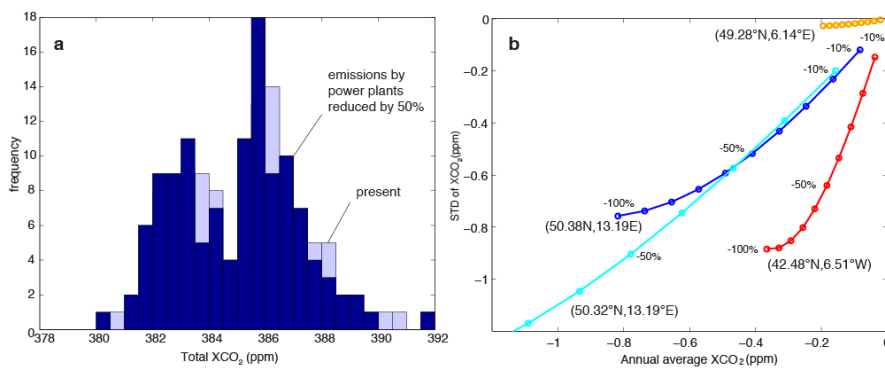 a
frequency
18
16
14
12
10
8
6
4
2
0
378
380
382
384
386
388
390
392
Total XCO2 (ppm)
emissions by
power plants
reduced by 50%
present
b
STD of XCO2(ppm)
0
−0.2
−0.4
−0.6
−0.8
−1
−1
−0.8
−0.6
−0.4
−0.2
0
Annual average XCO2 (ppm)
(49.28°N,6.14°E)
-10%
-10%
-10%
-50%
-50%
-50%
-100%
-100%
(50.38N,13.19E)
(42.48°N,6.51°W)
(50.32°N,13.19°E)